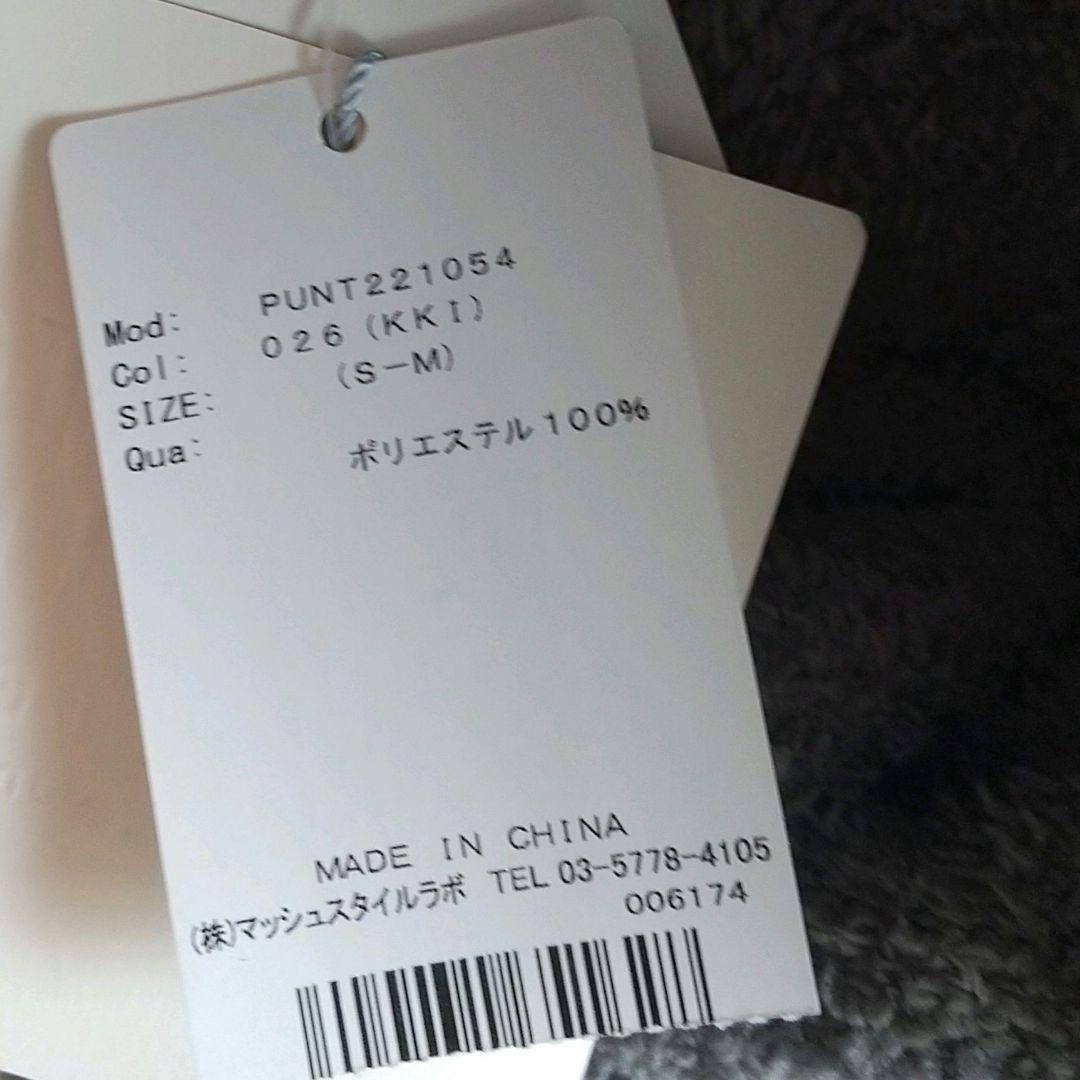 Mod: PUNT221054
Col: 026(KKI)
SIZE: (S-M)
Qua: ポリエステル100%
MADE IN CHINA
(株)マッシュスタイルラボ TEL 03-5778-4105
006174